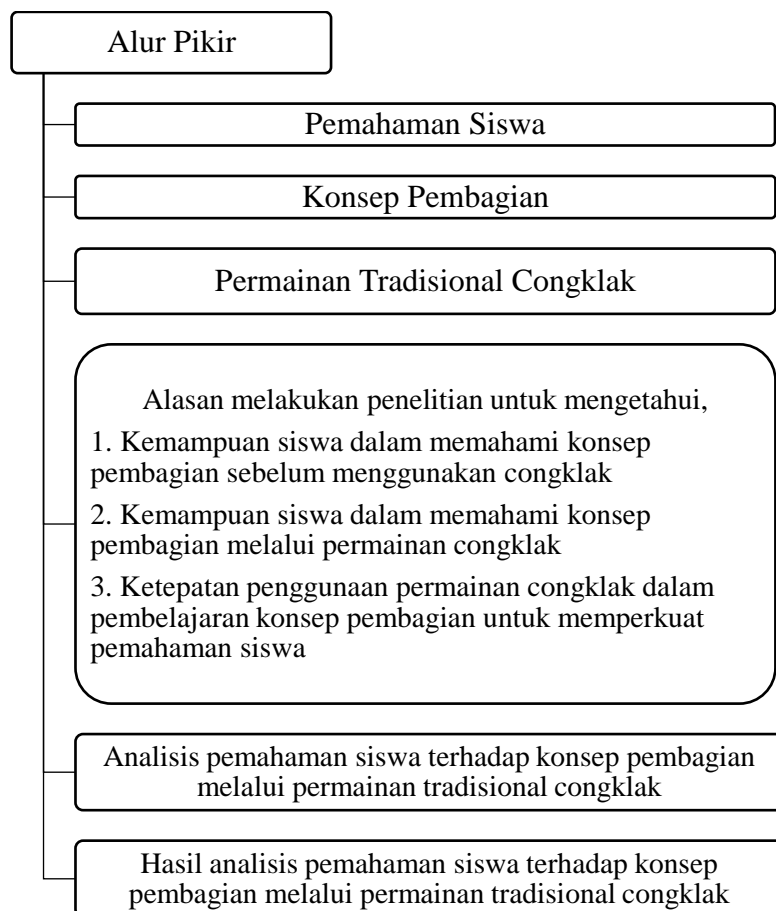 Alur Pikir
Pemahaman Siswa
Konsep Pembagian
Permainan Tradisional Congklak
Alasan melakukan penelitian untuk mengetahui,
1. Kemampuan siswa dalam memahami konsep
pembagian sebelum menggunakan congklak
2. Kemampuan siswa dalam memahami konsep
pembagian melalui permainan congklak
3. Ketepatan penggunaan permainan congklak dalam
pembelajaran konsep pembagian untuk memperkuat
pemahaman siswa
Analisis pemahaman siswa terhadap konsep pembagian
melalui permainan tradisional congklak
Hasil analisis pemahaman siswa terhadap konsep
pembagian melalui permainan tradisional congklak